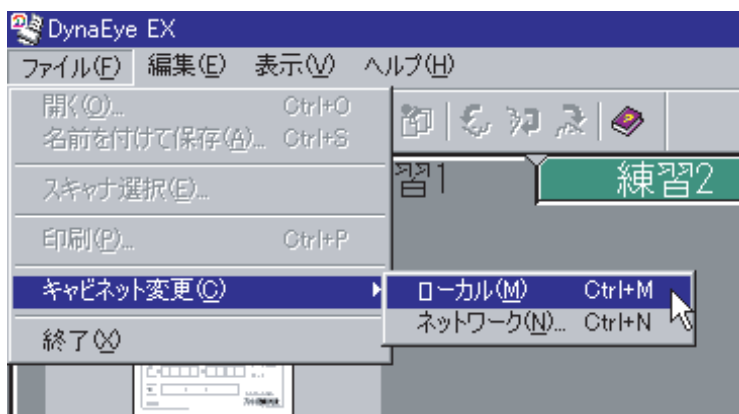 DynaEye EX
ファイル(F) 編集(E) 表示(V) ヘルプ(H)
開く(O)... Ctrl+O
名前を付けて保存(A)... Ctrl+S
スキャナ選択(E)...
印刷(P)... Ctrl+P
キャビネット変更(C)
終了(X)
習1
練習2
ローカル(M) Ctrl+M
ネットワーク(N)... Ctrl+N